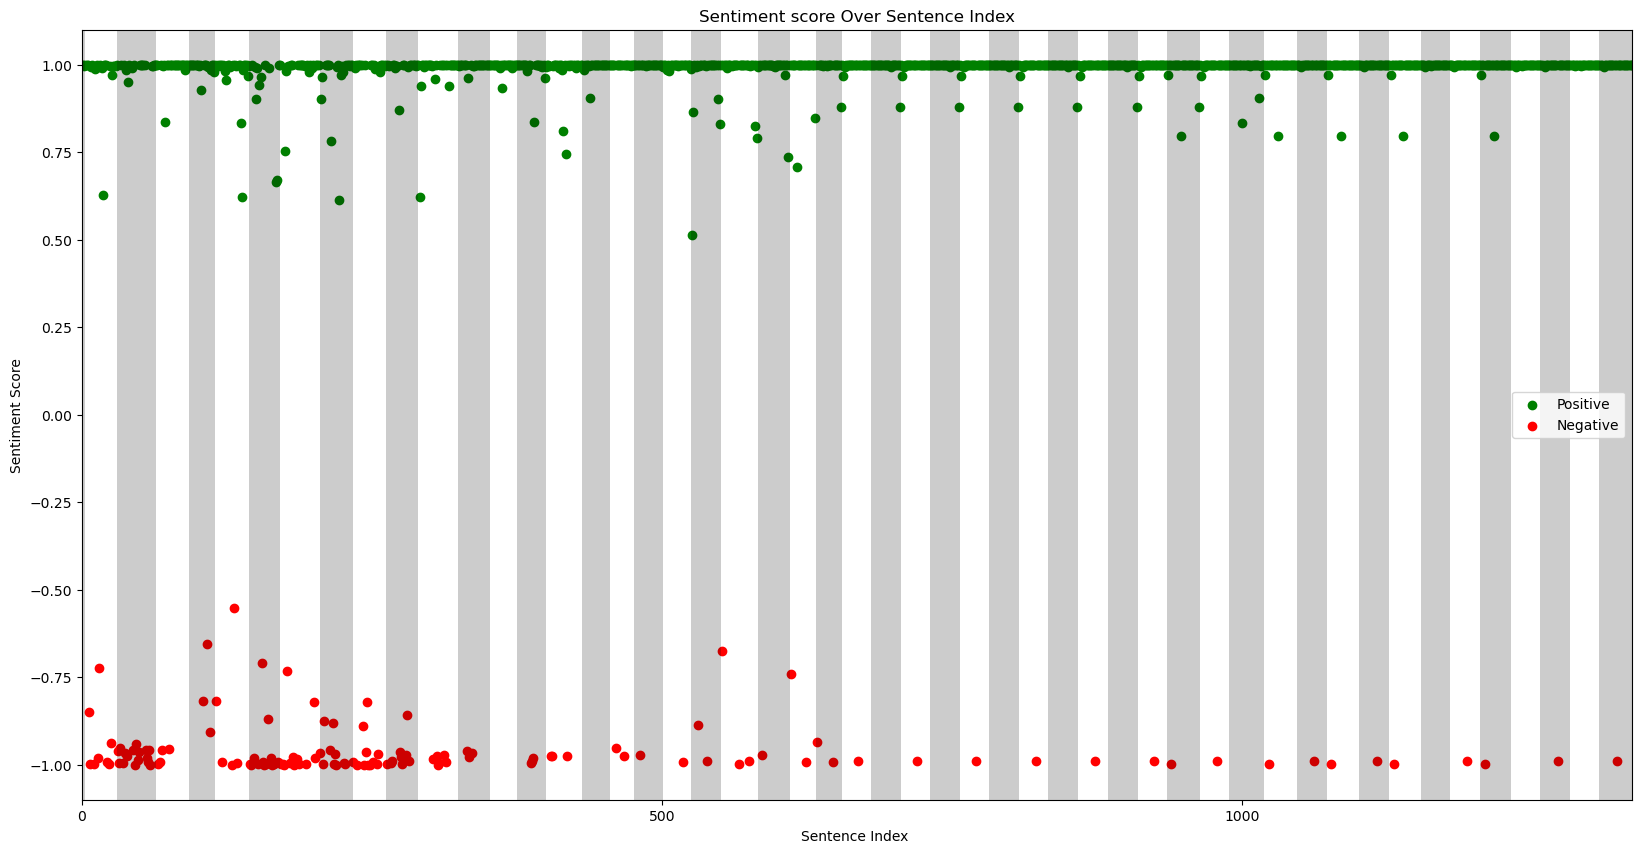 Sentiment score Over Sentence Index
1.00
0.75
0.50
0.25
0.00
−0.25
−0.50
−0.75
−1.00
Sentiment Score
Positive
Negative
0
500
1000
Sentence Index